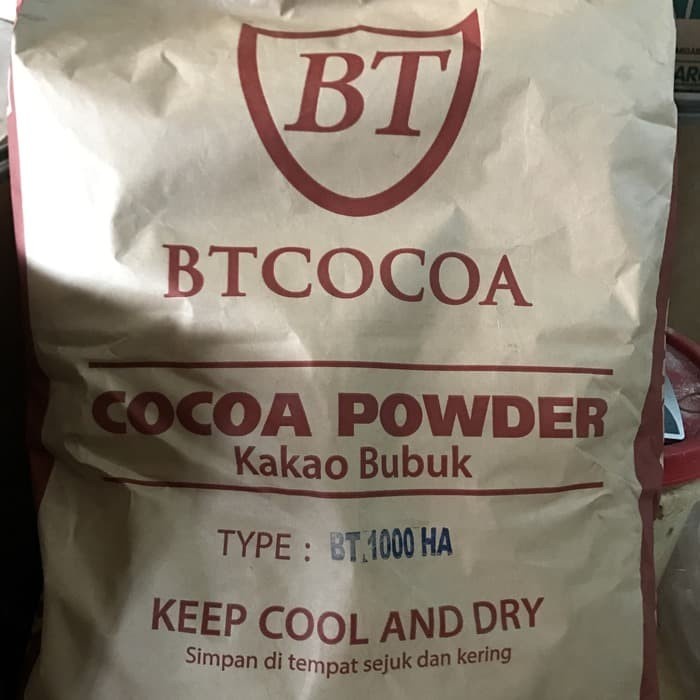 BT
BTCOCOA
COCOA POWDER
Kakao Bubuk
TYPE : BT.1000 HA
KEEP COOL AND DRY
Simpan di tempat sejuk dan kering